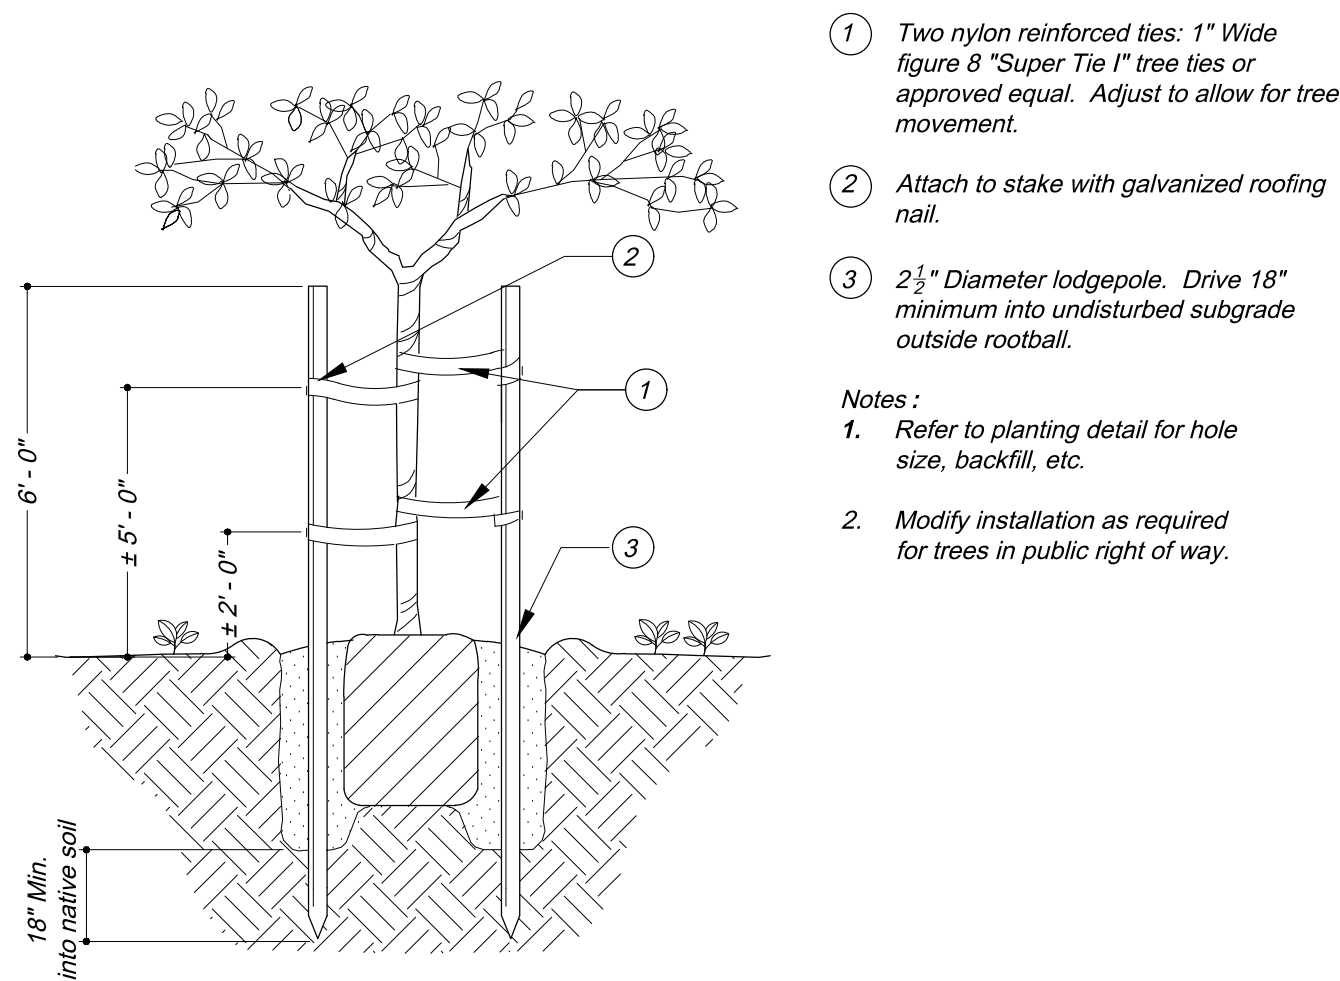 1 Two nylon reinforced ties: 1" Wide
figure 8 "Super Tie I" tree ties or
approved equal. Adjust to allow for tree
movement.
2 Attach to stake with galvanized roofing
nail.
3 2½" Diameter lodgepole. Drive 18"
minimum into undisturbed subgrade
outside rootball.
Notes :
1. Refer to planting detail for hole
size, backfill, etc.
2. Modify installation as required
for trees in public right of way.
2
1
3
6' - 0"
± 5' - 0"
± 2' - 0"
18" Min.
into native soil